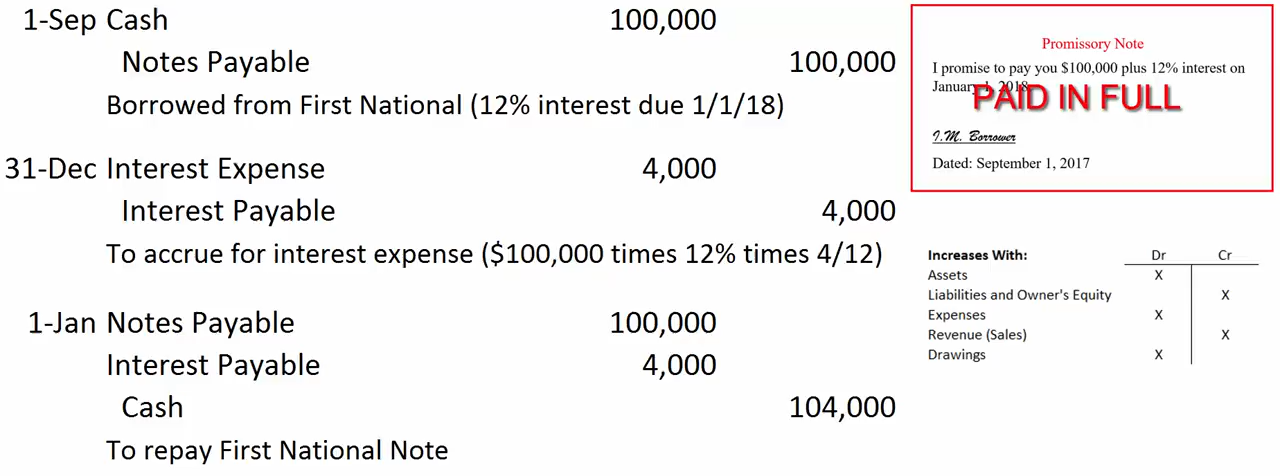 1-Sep Cash 100,000
Notes Payable 100,000
Borrowed from First National (12% interest due 1/1/18)
31-Dec Interest Expense 4,000
Interest Payable 4,000
To accrue for interest expense ($100,000 times 12% times 4/12)
1-Jan Notes Payable 100,000
Interest Payable 4,000
Cash 104,000
To repay First National Note
Promissory Note
I promise to pay you $100,000 plus 12% interest on
January 1, 2018
PAID IN FULL
I.M. Borrower
Dated: September 1, 2017
Increases With: Dr Cr
Assets X
Liabilities and Owner's Equity X
Expenses X
Revenue (Sales) X
Drawings X